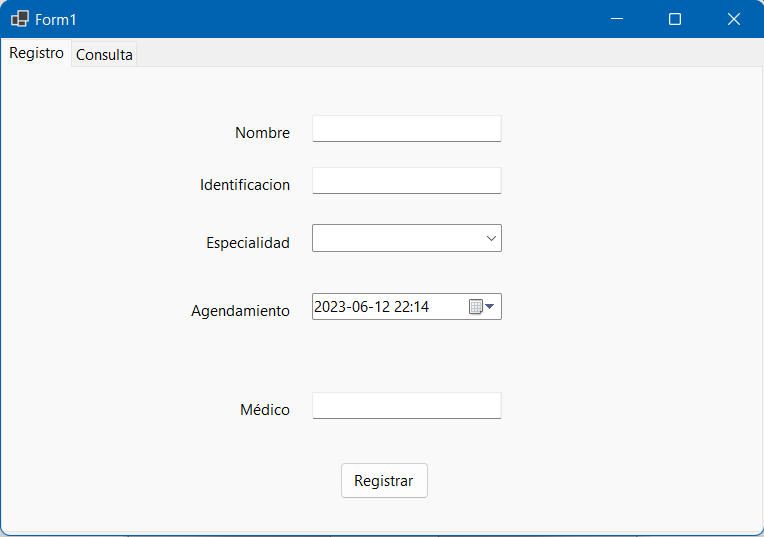 Form1
Registro Consulta
Nombre
Identificacion
Especialidad
Agendamiento 2023-06-12 22:14
Médico
Registrar